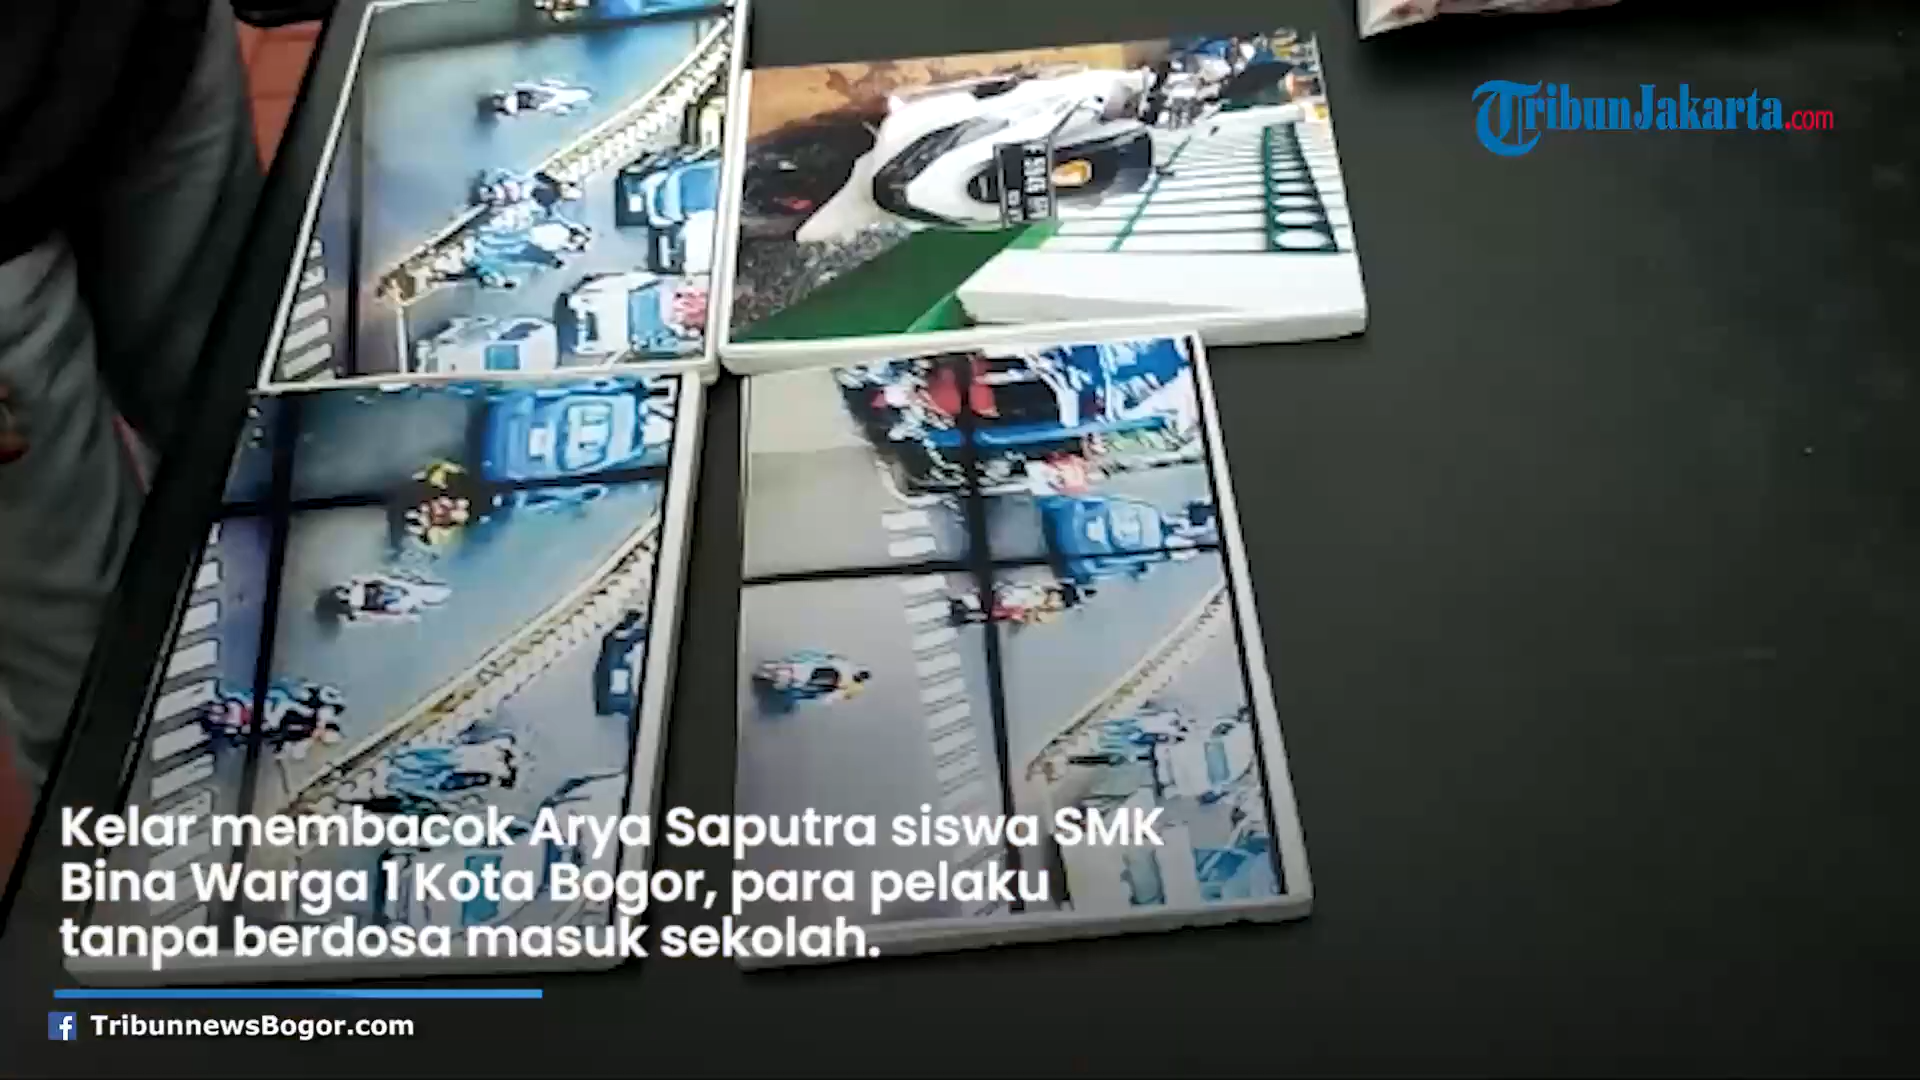 TribunJakarta.com
Kelar membacok Arya Saputra siswa SMK
Bina Warga 1 Kota Bogor, para pelaku
tanpa berdosa masuk sekolah.
TribunnewsBogor.com